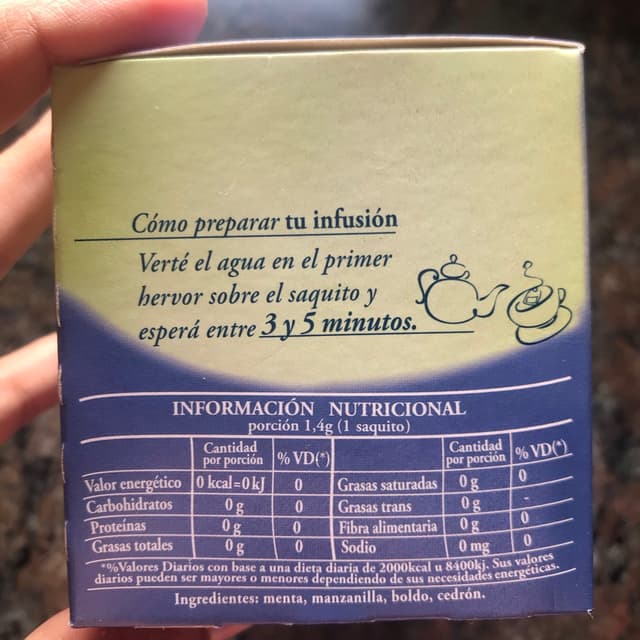 Cómo preparar tu infusión
Verté el agua en el primer
hervor sobre el saquito y
esperá entre 3 y 5 minutos.
INFORMACIÓN NUTRICIONAL
porción 1,4g (1 saquito)
Cantidad por porción % VD(*) Cantidad por porción % VD(*)
Valor energético 0 kcal=0 kJ 0 Grasas saturadas 0 g 0
Carbohidratos 0 g 0 Grasas trans 0 g -
Proteínas 0 g 0 Fibra alimentaria 0 g 0
Grasas totales 0 g 0 Sodio 0 mg 0
*%Valores Diarios con base a una dieta diaria de 2000kcal u 8400kj. Sus valores
diarios pueden ser mayores o menores dependiendo de sus necesidades energéticas.
Ingredientes: menta, manzanilla, boldo, cedrón.